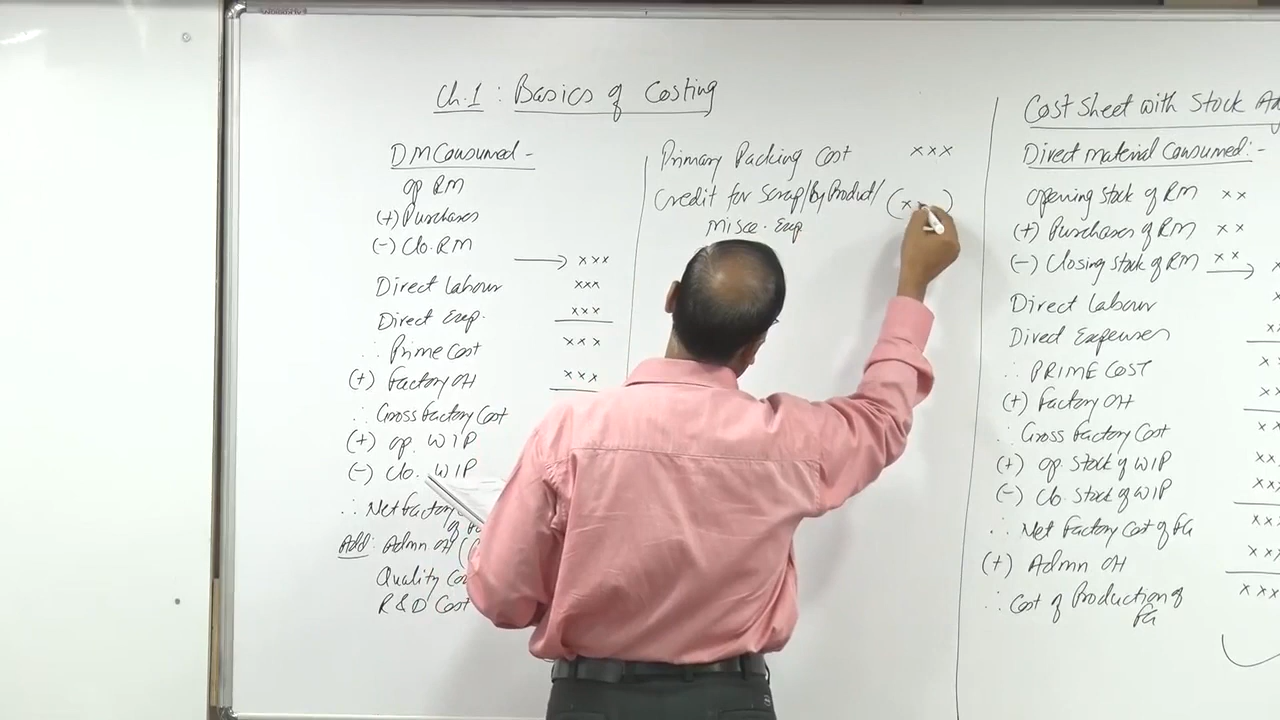 Ch.1 : Basics of Costing
DM Consumed -
op RM
(+) Purchases
(-) Clo. RM
→ xxx
Direct Labour xxx
Direct Exp. xxx
∴ Prime Cost xxx
(+) Factory OH xxx
∴ Gross Factory Cost
(+) op. WIP
(-) Clo. WIP
∴ Net Factory
of
Add: Admn OH (
Quality Co
R&D Cost
Primary Packing Cost xxx
Credit for Scrap/By Product/ (xx )
Misce. Exp
Cost Sheet with Stock Ad
Direct Material Consumed:-
opening stock of RM xx
(+) Purchases of RM xx
(-) Closing stock of RM xx →
Direct Labour
Direct Expenses
∴ PRIME COST
(+) Factory OH
∴ Gross Factory Cost
(+) op. Stock of WIP
(-) Clo. stock of WIP
∴ Net Factory Cost of FG
(+) Admn OH
∴ Cost of Production of xxx
FG